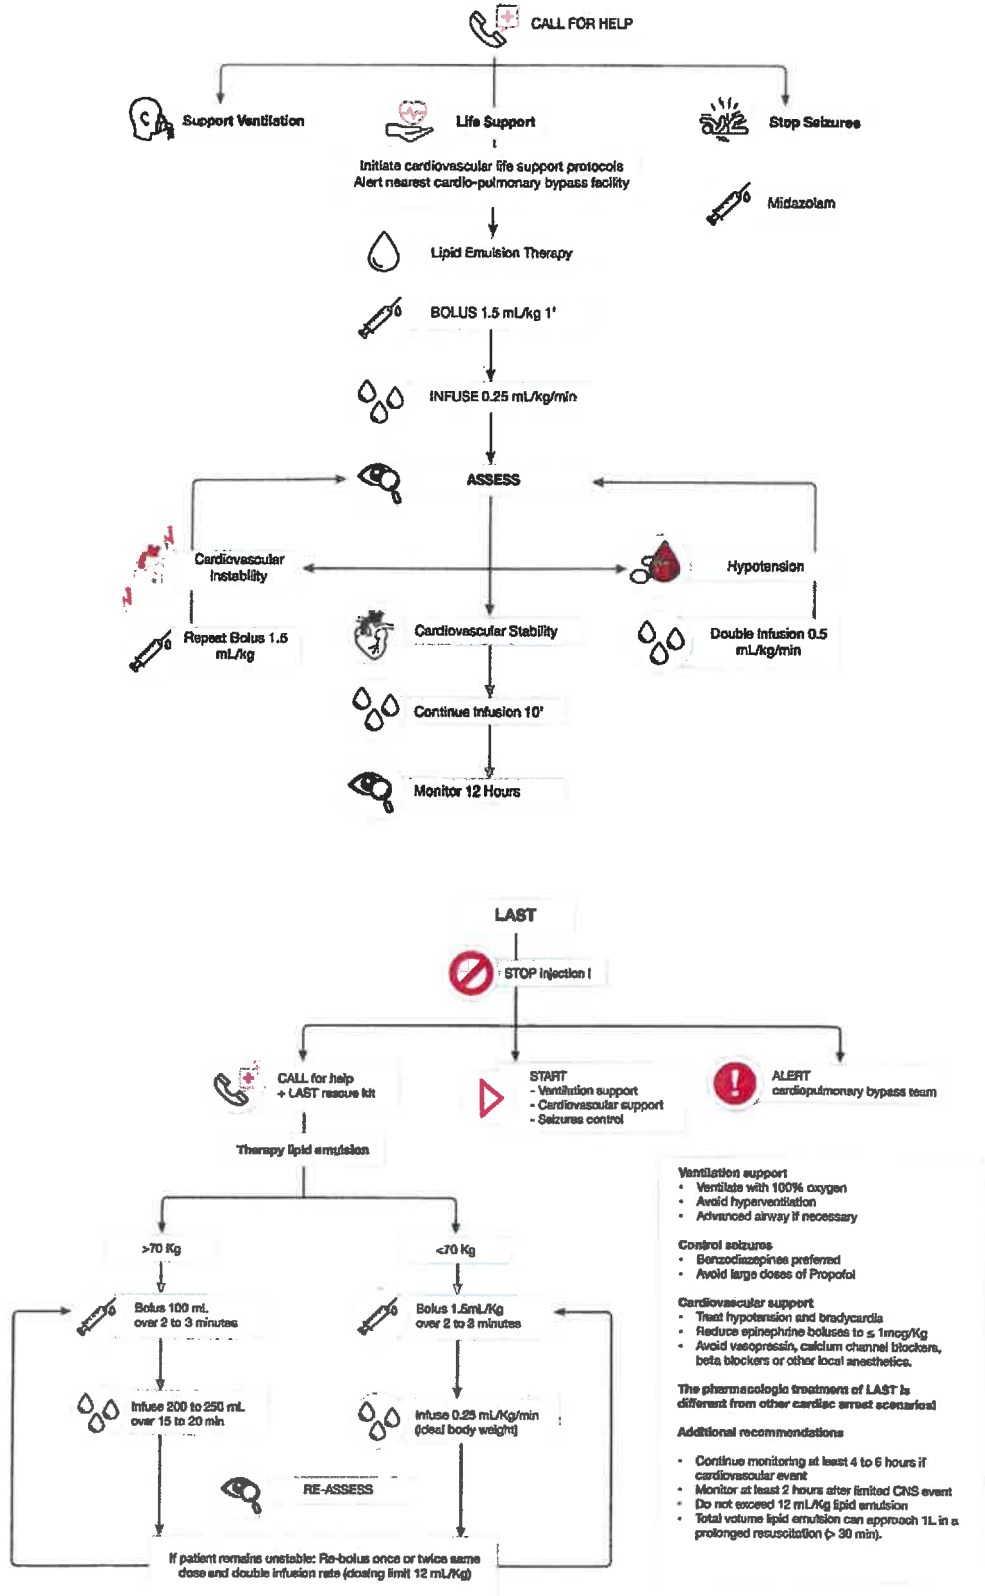 CALL FOR HELP
Support Ventilation
Life Support
Stop Seizures
Initiate cardiovascular life support protocols
Alert nearest cardio-pulmonary bypass facility
Midazolam
Lipid Emulsion Therapy
BOLUS 1.5 mL/kg 1'
INFUSE 0.25 mL/kg/min
ASSESS
Cardiovascular
Instability
Hypotension
Repeat Bolus 1.5
mL/kg
Cardiovascular Stability
Double Infusion 0.5
mL/kg/min
Continue Infusion 10'
Monitor 12 Hours
LAST
STOP injection !
CALL for help
+ LAST rescue kit
START
- Ventilation support
- Cardiovascular support
- Seizures control
ALERT
cardiopulmonary bypass team
Therapy lipid emulsion
>70 Kg
<70 Kg
Bolus 100 mL
over 2 to 3 minutes
Bolus 1.5mL/Kg
over 2 to 3 minutes
Infuse 200 to 250 mL
over 15 to 20 min
Infuse 0.25 mL/Kg/min
(ideal body weight)
RE-ASSESS
If patient remains unstable: Re-bolus once or twice same
dose and double infusion rate (dosing limit 12 mL/Kg)
Ventilation support
• Ventilate with 100% oxygen
• Avoid hyperventilation
• Advanced airway if necessary
Control seizures
• Benzodiazepines preferred
• Avoid large doses of Propofol
Cardiovascular support
• Treat hypotension and bradycardia
• Reduce epinephrine boluses to ≤ 1mcg/Kg
• Avoid vasopressin, calcium channel blockers,
beta blockers or other local anesthetics.
The pharmacologic treatment of LAST is
different from other cardiac arrest scenarios!
Additional recommendations
• Continue monitoring at least 4 to 6 hours if
cardiovascular event
• Monitor at least 2 hours after limited CNS event
• Do not exceed 12 mL/Kg lipid emulsion
• Total volume lipid emulsion can approach 1L in a
prolonged resuscitation (> 30 min).